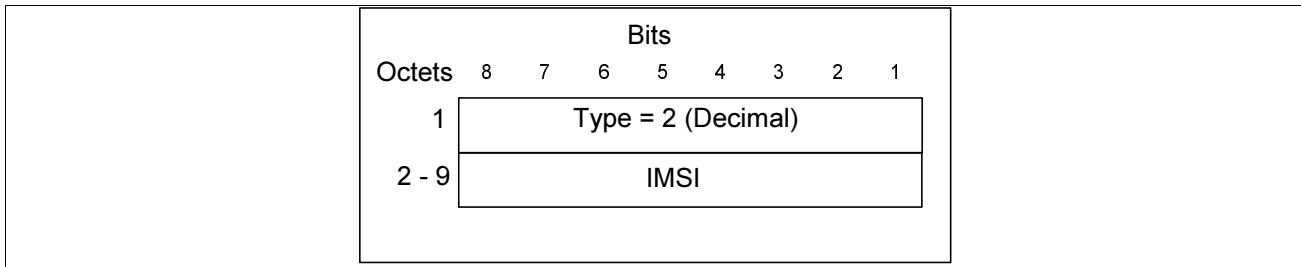 Bits
Octets 8 7 6 5 4 3 2 1
1 Type = 2 (Decimal)
2 - 9 IMSI